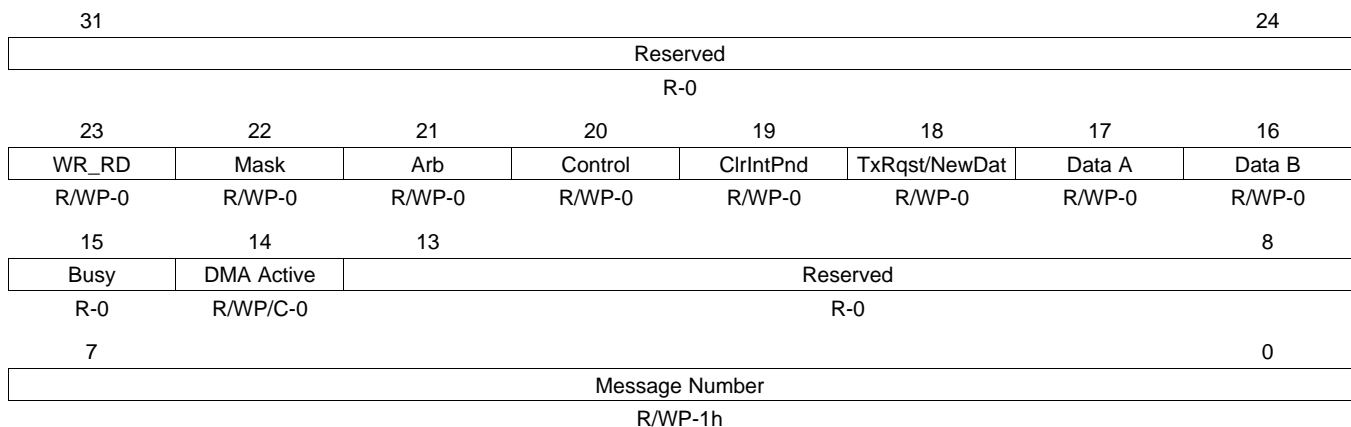 31 24
Reserved
R-0
23 22 21 20 19 18 17 16
WR_RD Mask Arb Control ClrIntPnd TxRqst/NewDat Data A Data B
R/WP-0 R/WP-0 R/WP-0 R/WP-0 R/WP-0 R/WP-0 R/WP-0 R/WP-0
15 14 13 8
Busy DMA Active Reserved
R-0 R/WP/C-0 R-0
7 0
Message Number
R/WP-1h